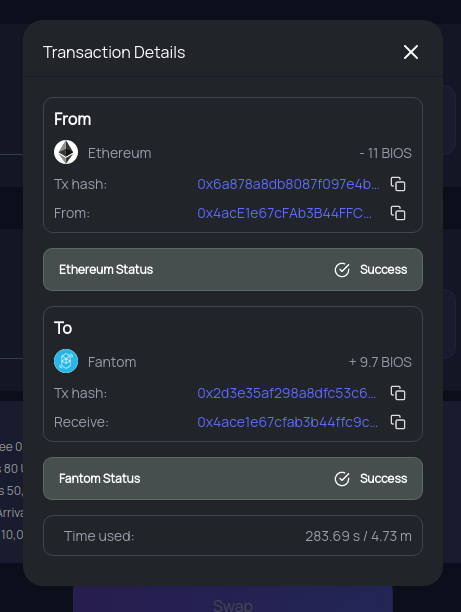 Transaction Details
From
Ethereum - 11 BIOS
Tx hash: 0x6a878a8db8087f097e4b...
From: 0x4acE1e67cFAb3B44FFC...
Ethereum Status Success
To
Fantom + 9.7 BIOS
Tx hash: 0x2d3e35af298a8dfc53c6...
Receive: 0x4ace1e67cfab3b44ffc9c...
Fantom Status Success
ee 0
s 80
s 50,
Arriva
10,0
Time used: 283.69 s / 4.73 m
Swap